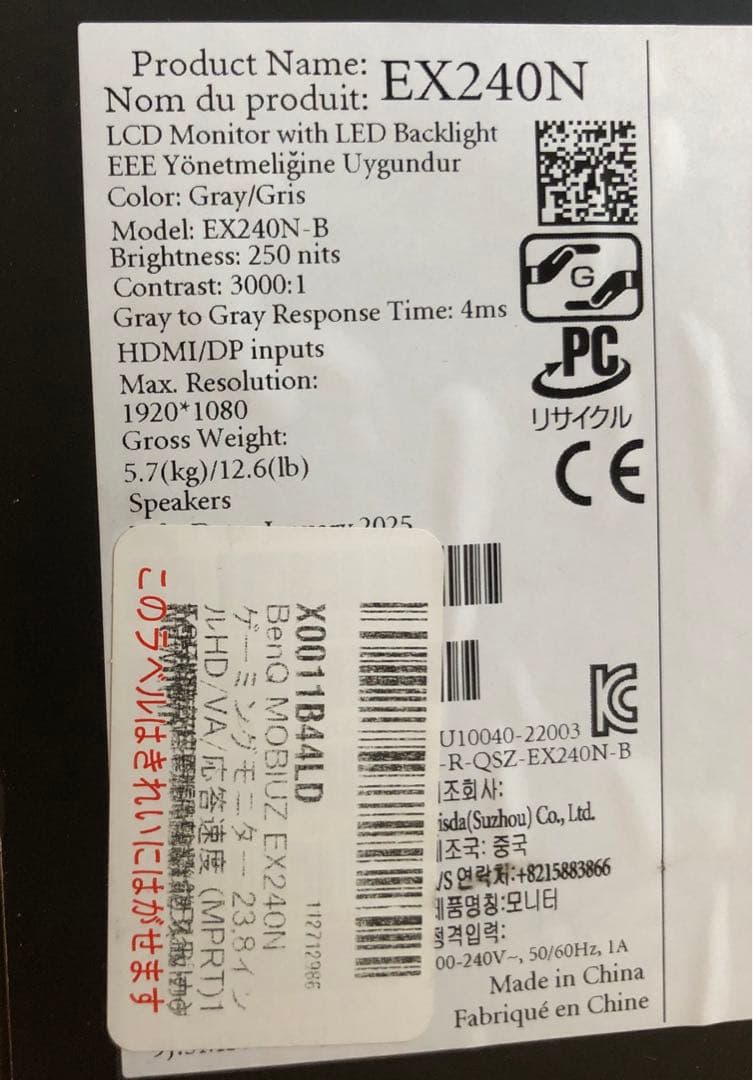 Product Name:
Nom du produit:
EX240N
LCD Monitor with LED Backlight
EEE Yönetmeliğine Uygundur
Color: Gray/Gris
Model: EX240N-B
Brightness: 250 nits
Contrast: 3000:1
Gray to Gray Response Time: 4ms
HDMI/DP inputs
Max. Resolution:
1920*1080
Gross Weight:
5.7(kg)/12.6(lb)
Speakers
January 2025
G
PC
リサイクル
CE
X0011B44LD
BenQ MOBIUZ EX240N
ゲーミングモニター 23.8イン
ルHD/VA/応答速度 (MPRT)1
112712986
このラベルはきれいにはがせます
KC
U10040-22003
-R-QSZ-EX240N-B
조회사:
isda(Suzhou) Co., Ltd.
조국: 중국
/S 연락처:+8215883866
품명칭:모니터
격입력:
00-240V~, 50/60Hz, 1A
Made in China
Fabriqué en Chine